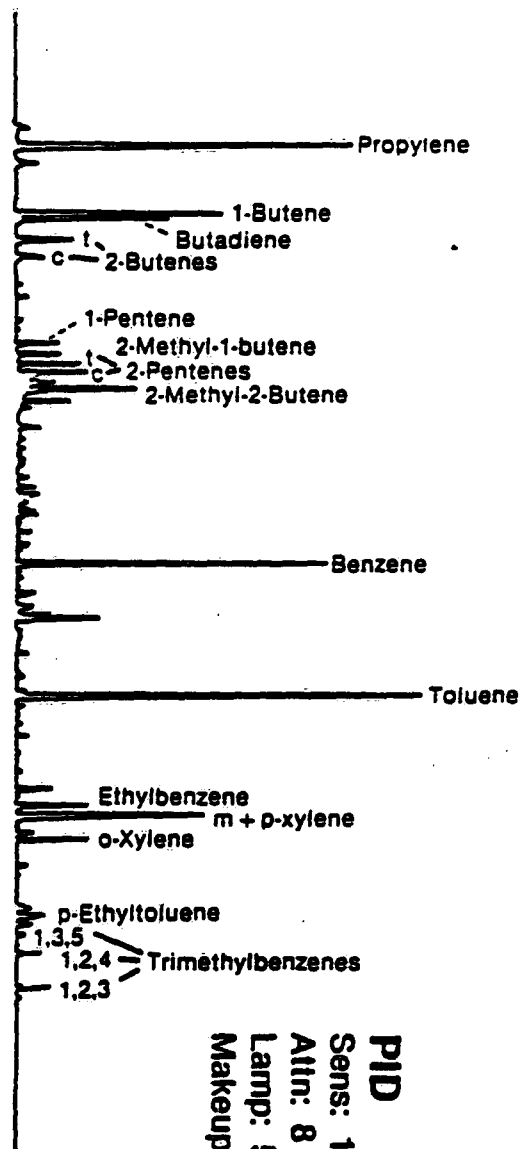 Propylene
1-Butene
Butadiene
t
c
2-Butenes
1-Pentene
2-Methyl-1-butene
t
c
2-Pentenes
2-Methyl-2-Butene
Benzene
Toluene
Ethylbenzene
m + p-xylene
o-Xylene
p-Ethyltoluene
1,3,5
1,2,4
Trimethylbenzenes
1,2,3
PID
Sens: 1
Attn: 8
Lamp:
Makeup